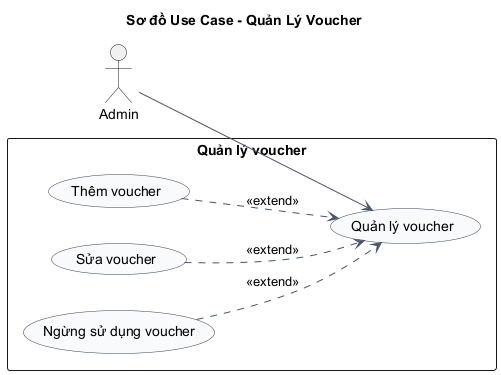 Sơ đồ Use Case - Quản Lý Voucher
Admin
Quản lý voucher
Thêm voucher
«extend»
Quản lý voucher
Sửa voucher
«extend»
«extend»
Ngừng sử dụng voucher